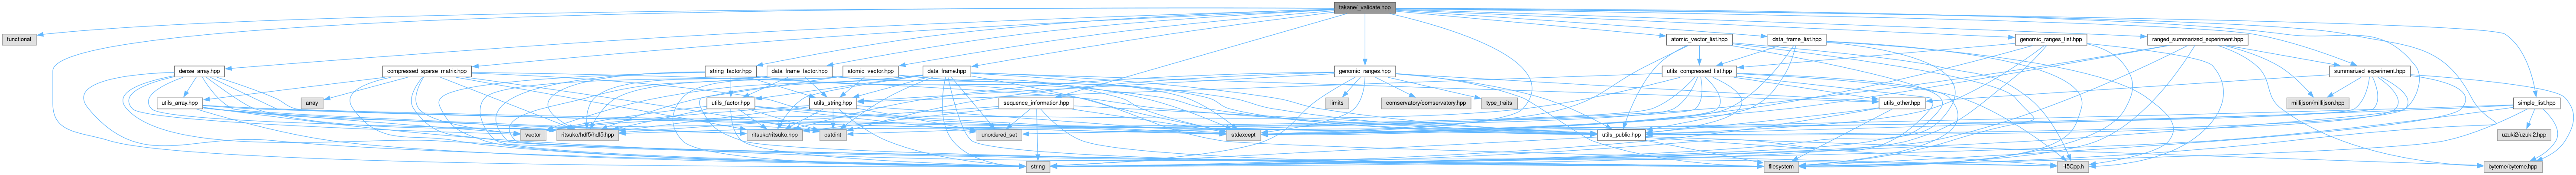 takane/_validate.hpp
functional
atomic_vector_list.hpp
data_frame_list.hpp
genomic_ranges_list.hpp
ranged_summarized_experiment.hpp
dense_array.hpp
compressed_sparse_matrix.hpp
string_factor.hpp
data_frame_factor.hpp
atomic_vector.hpp
data_frame.hpp
genomic_ranges.hpp
utils_compressed_list.hpp
summarized_experiment.hpp
utils_array.hpp
array
utils_factor.hpp
utils_string.hpp
sequence_information.hpp
limits
comservatory/comservatory.hpp
type_traits
utils_other.hpp
millijson/millijson.hpp
simple_list.hpp
vector
ritsuko/hdf5/hdf5.hpp
ritsuko/ritsuko.hpp
cstdint
unordered_set
stdexcept
utils_public.hpp
uzuki2/uzuki2.hpp
string
filesystem
H5Cpp.h
byteme/byteme.hpp